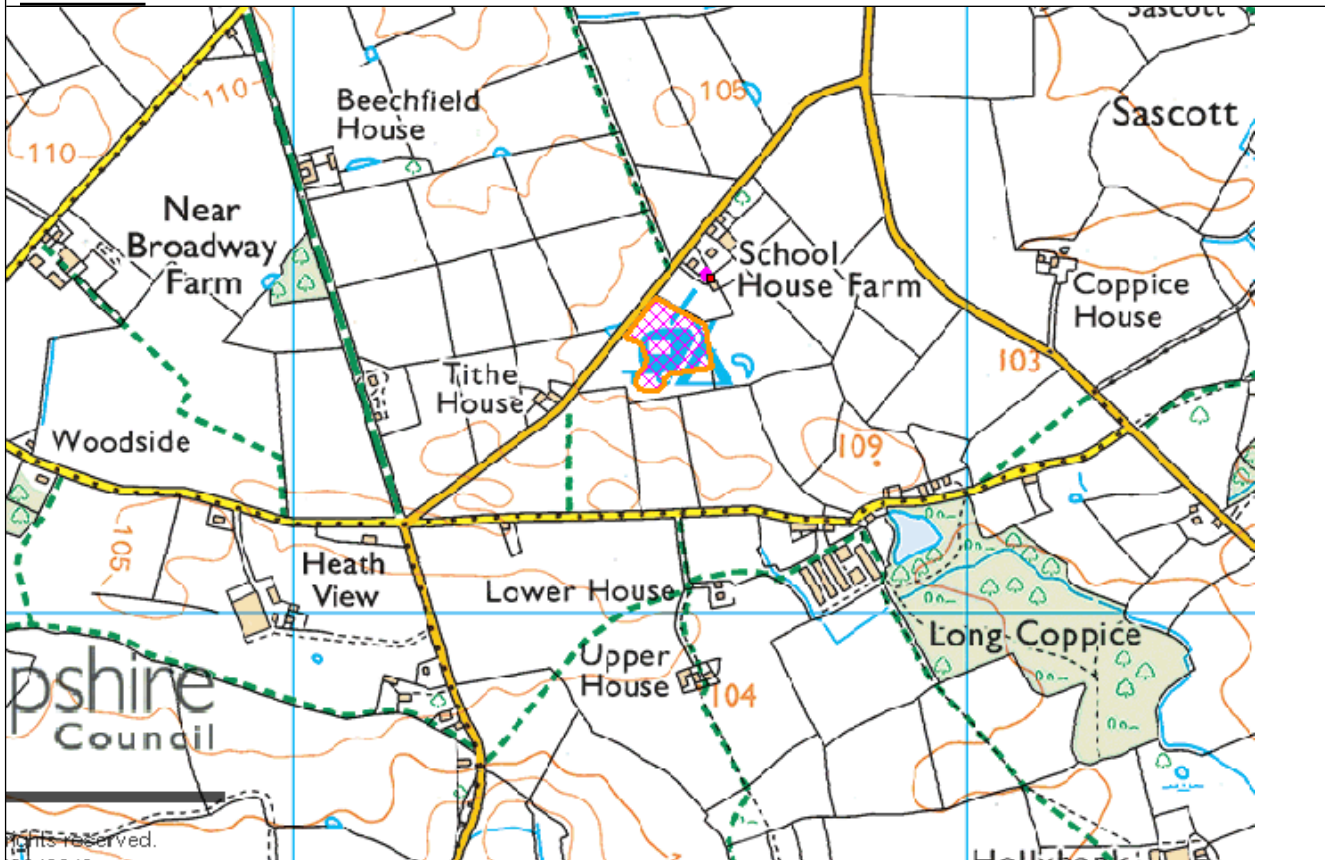 Sascott
110
105
Beechfield
House
Sascott
110
Near
Broadway
Farm
School
House Farm
Coppice
House
103
Tithe
House
Woodside
109
105
Heath
View
Lower House
Long Coppice
Upper
House
104
pshire
Council
rights reserved.
Hollybank